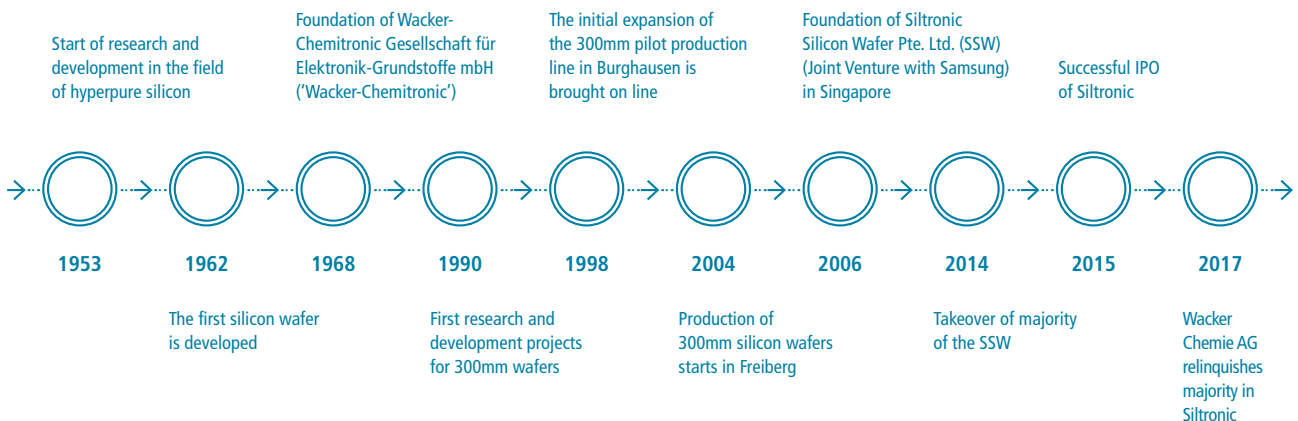 Start of research and
development in the field
of hyperpure silicon
Foundation of Wacker-
Chemitronic Gesellschaft für
Elektronik-Grundstoffe mbH
('Wacker-Chemitronic')
The initial expansion of
the 300mm pilot production
line in Burghausen is
brought on line
Foundation of Siltronic
Silicon Wafer Pte. Ltd. (SSW)
(Joint Venture with Samsung)
in Singapore
Successful IPO
of Siltronic
1953 1962 1968 1990 1998 2004 2006 2014 2015 2017
The first silicon wafer
is developed
First research and
development projects
for 300mm wafers
Production of
300mm silicon wafers
starts in Freiberg
Takeover of majority
of the SSW
Wacker
Chemie AG
relinquishes
majority in
Siltronic